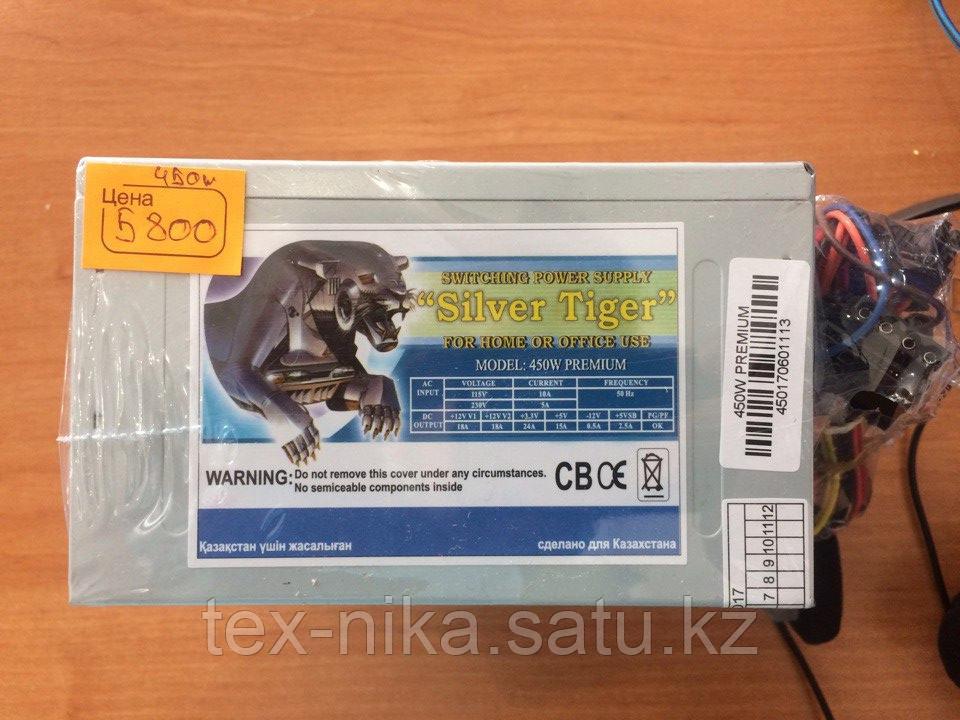 450w
Цена
5800
SWITCHING POWER SUPPLY
"Silver Tiger"
FOR HOME OR OFFICE USE
MODEL: 450W PREMIUM
AC INPUT VOLTAGE CURRENT FREQUENCY
115V 10A 50 Hz
230V 5A
DC OUTPUT +12V V1 +12V V2 +3.3V +5V -12V +5VSB PG/PF
18A 18A 24A 15A 0.5A 2.5A OK
WARNING: Do not remove this cover under any circumstances.
No semiceable components inside
CB CE
Қазақстан үшін жасалыған
сделано для Казахстана
450W PREMIUM
450170601113
017
7 8 9 10 11 12
tex-nika.satu.kz